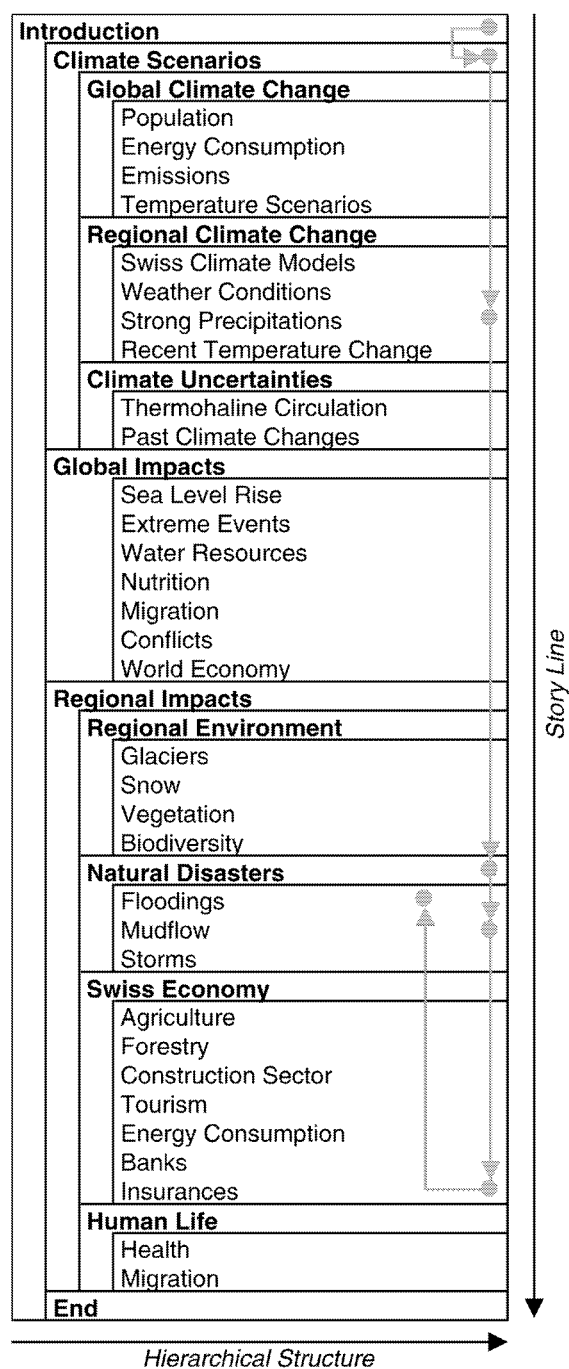 Introduction
Climate Scenarios
Global Climate Change
Population
Energy Consumption
Emissions
Temperature Scenarios
Regional Climate Change
Swiss Climate Models
Weather Conditions
Strong Precipitations
Recent Temperature Change
Climate Uncertainties
Thermohaline Circulation
Past Climate Changes
Global Impacts
Sea Level Rise
Extreme Events
Water Resources
Nutrition
Migration
Conflicts
World Economy
Regional Impacts
Regional Environment
Glaciers
Snow
Vegetation
Biodiversity
Natural Disasters
Floodings
Mudflow
Storms
Swiss Economy
Agriculture
Forestry
Construction Sector
Tourism
Energy Consumption
Banks
Insurances
Human Life
Health
Migration
End
Story Line
Hierarchical Structure